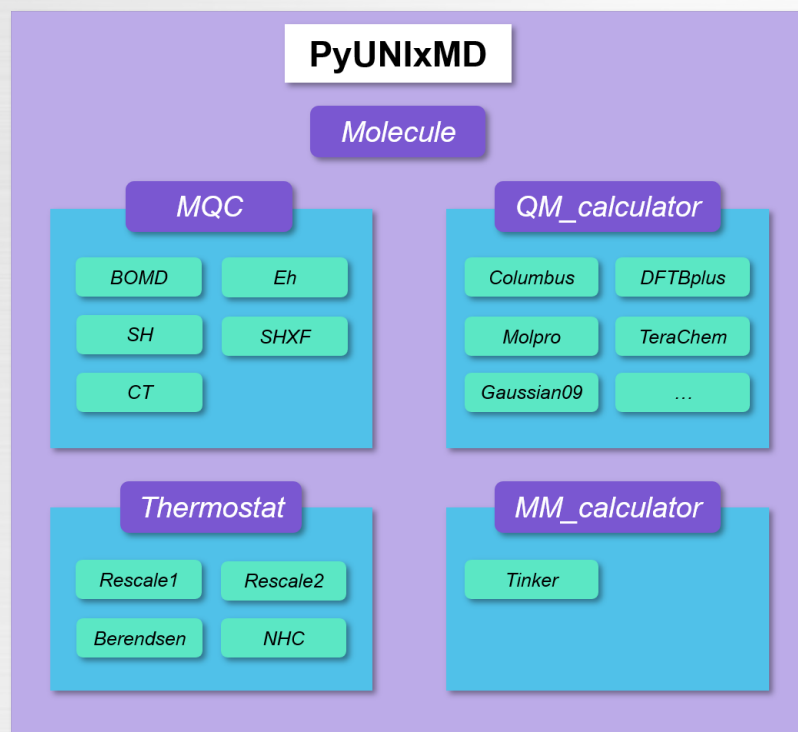 PyUNIxMD
Molecule
MQC
BOMD
Eh
SH
SHXF
CT
QM_calculator
Columbus
DFTBplus
Molpro
TeraChem
Gaussian09
...
Thermostat
Rescale1
Rescale2
Berendsen
NHC
MM_calculator
Tinker